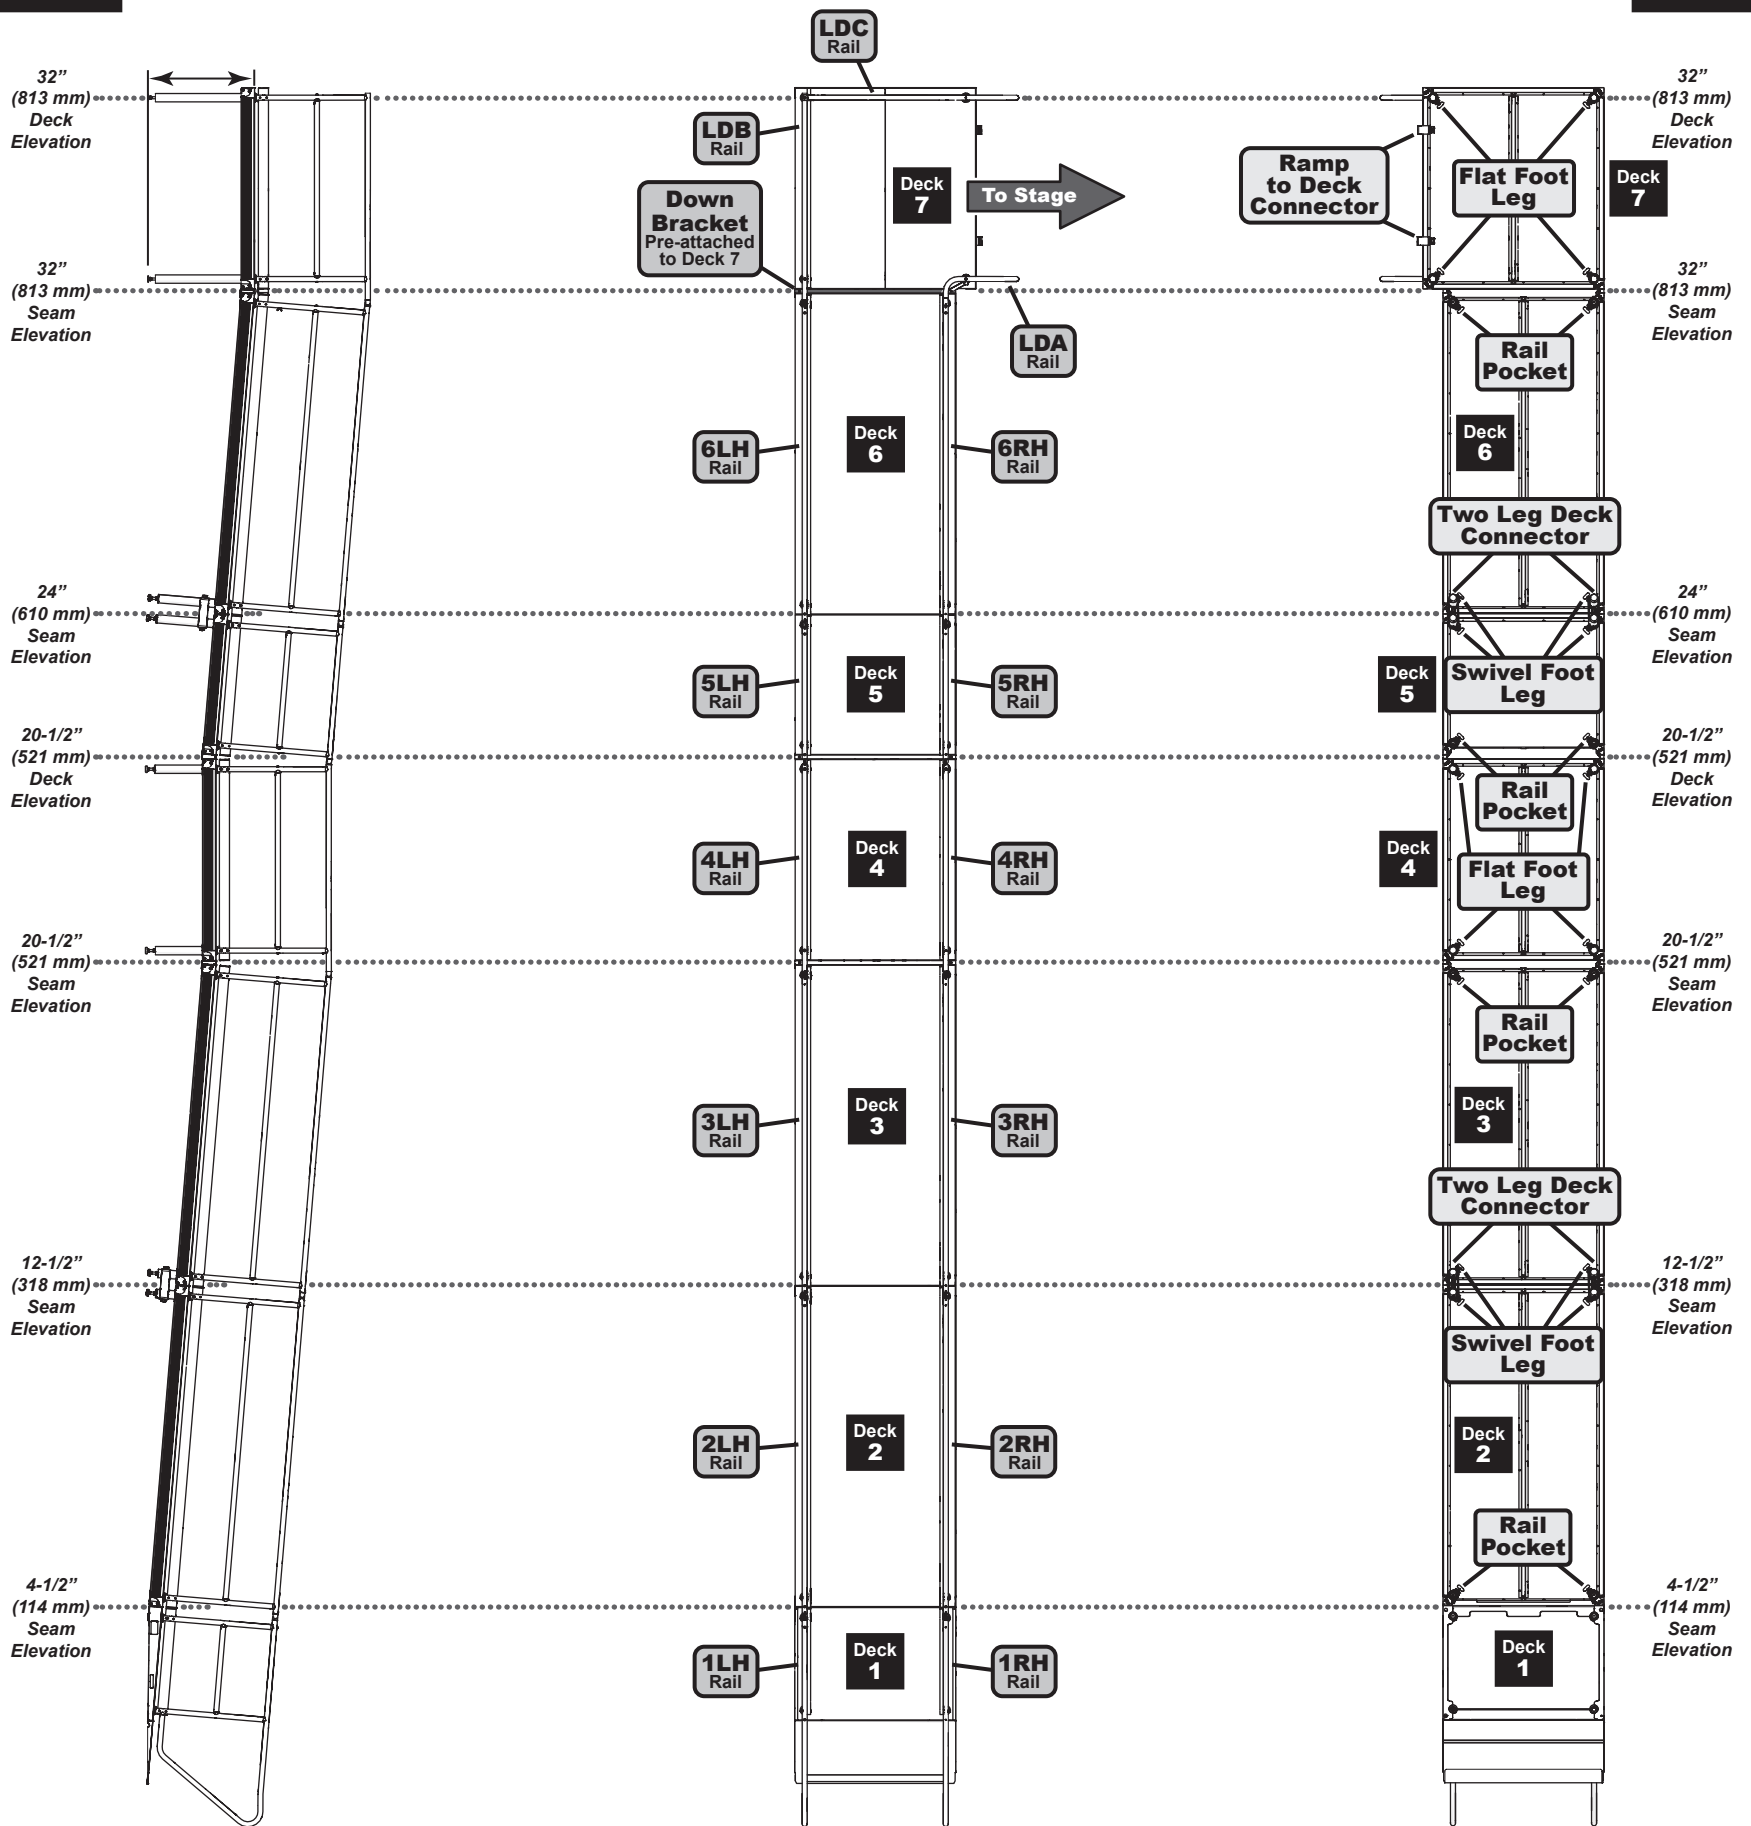 LDC
Rail
32”
(813 mm)
Deck
Elevation
LDB
Rail
Down
Bracket
Pre-attached
to Deck 7
Deck
7
To Stage
Ramp
to Deck
Connector
Flat Foot
Leg
Deck
7
32”
(813 mm)
Deck
Elevation
32”
(813 mm)
Seam
Elevation
LDA
Rail
Rail
Pocket
32”
(813 mm)
Seam
Elevation
6LH
Rail
Deck
6
6RH
Rail
Deck
6
Two Leg Deck
Connector
24”
(610 mm)
Seam
Elevation
24”
(610 mm)
Seam
Elevation
5LH
Rail
Deck
5
5RH
Rail
Deck
5
Swivel Foot
Leg
20-1/2”
(521 mm)
Deck
Elevation
Rail
Pocket
20-1/2”
(521 mm)
Deck
Elevation
4LH
Rail
Deck
4
4RH
Rail
Deck
4
Flat Foot
Leg
20-1/2”
(521 mm)
Seam
Elevation
Rail
Pocket
20-1/2”
(521 mm)
Seam
Elevation
3LH
Rail
Deck
3
3RH
Rail
Deck
3
Two Leg Deck
Connector
12-1/2”
(318 mm)
Seam
Elevation
12-1/2”
(318 mm)
Seam
Elevation
Swivel Foot
Leg
2LH
Rail
Deck
2
2RH
Rail
Deck
2
Rail
Pocket
4-1/2”
(114 mm)
Seam
Elevation
4-1/2”
(114 mm)
Seam
Elevation
1LH
Rail
Deck
1
1RH
Rail
Deck
1